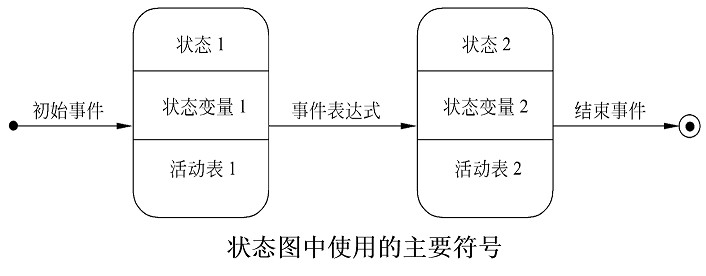 状态 1
状态 2
初始事件
状态变量 1
事件表达式
状态变量 2
结束事件
活动表 1
活动表 2
状态图中使用的主要符号